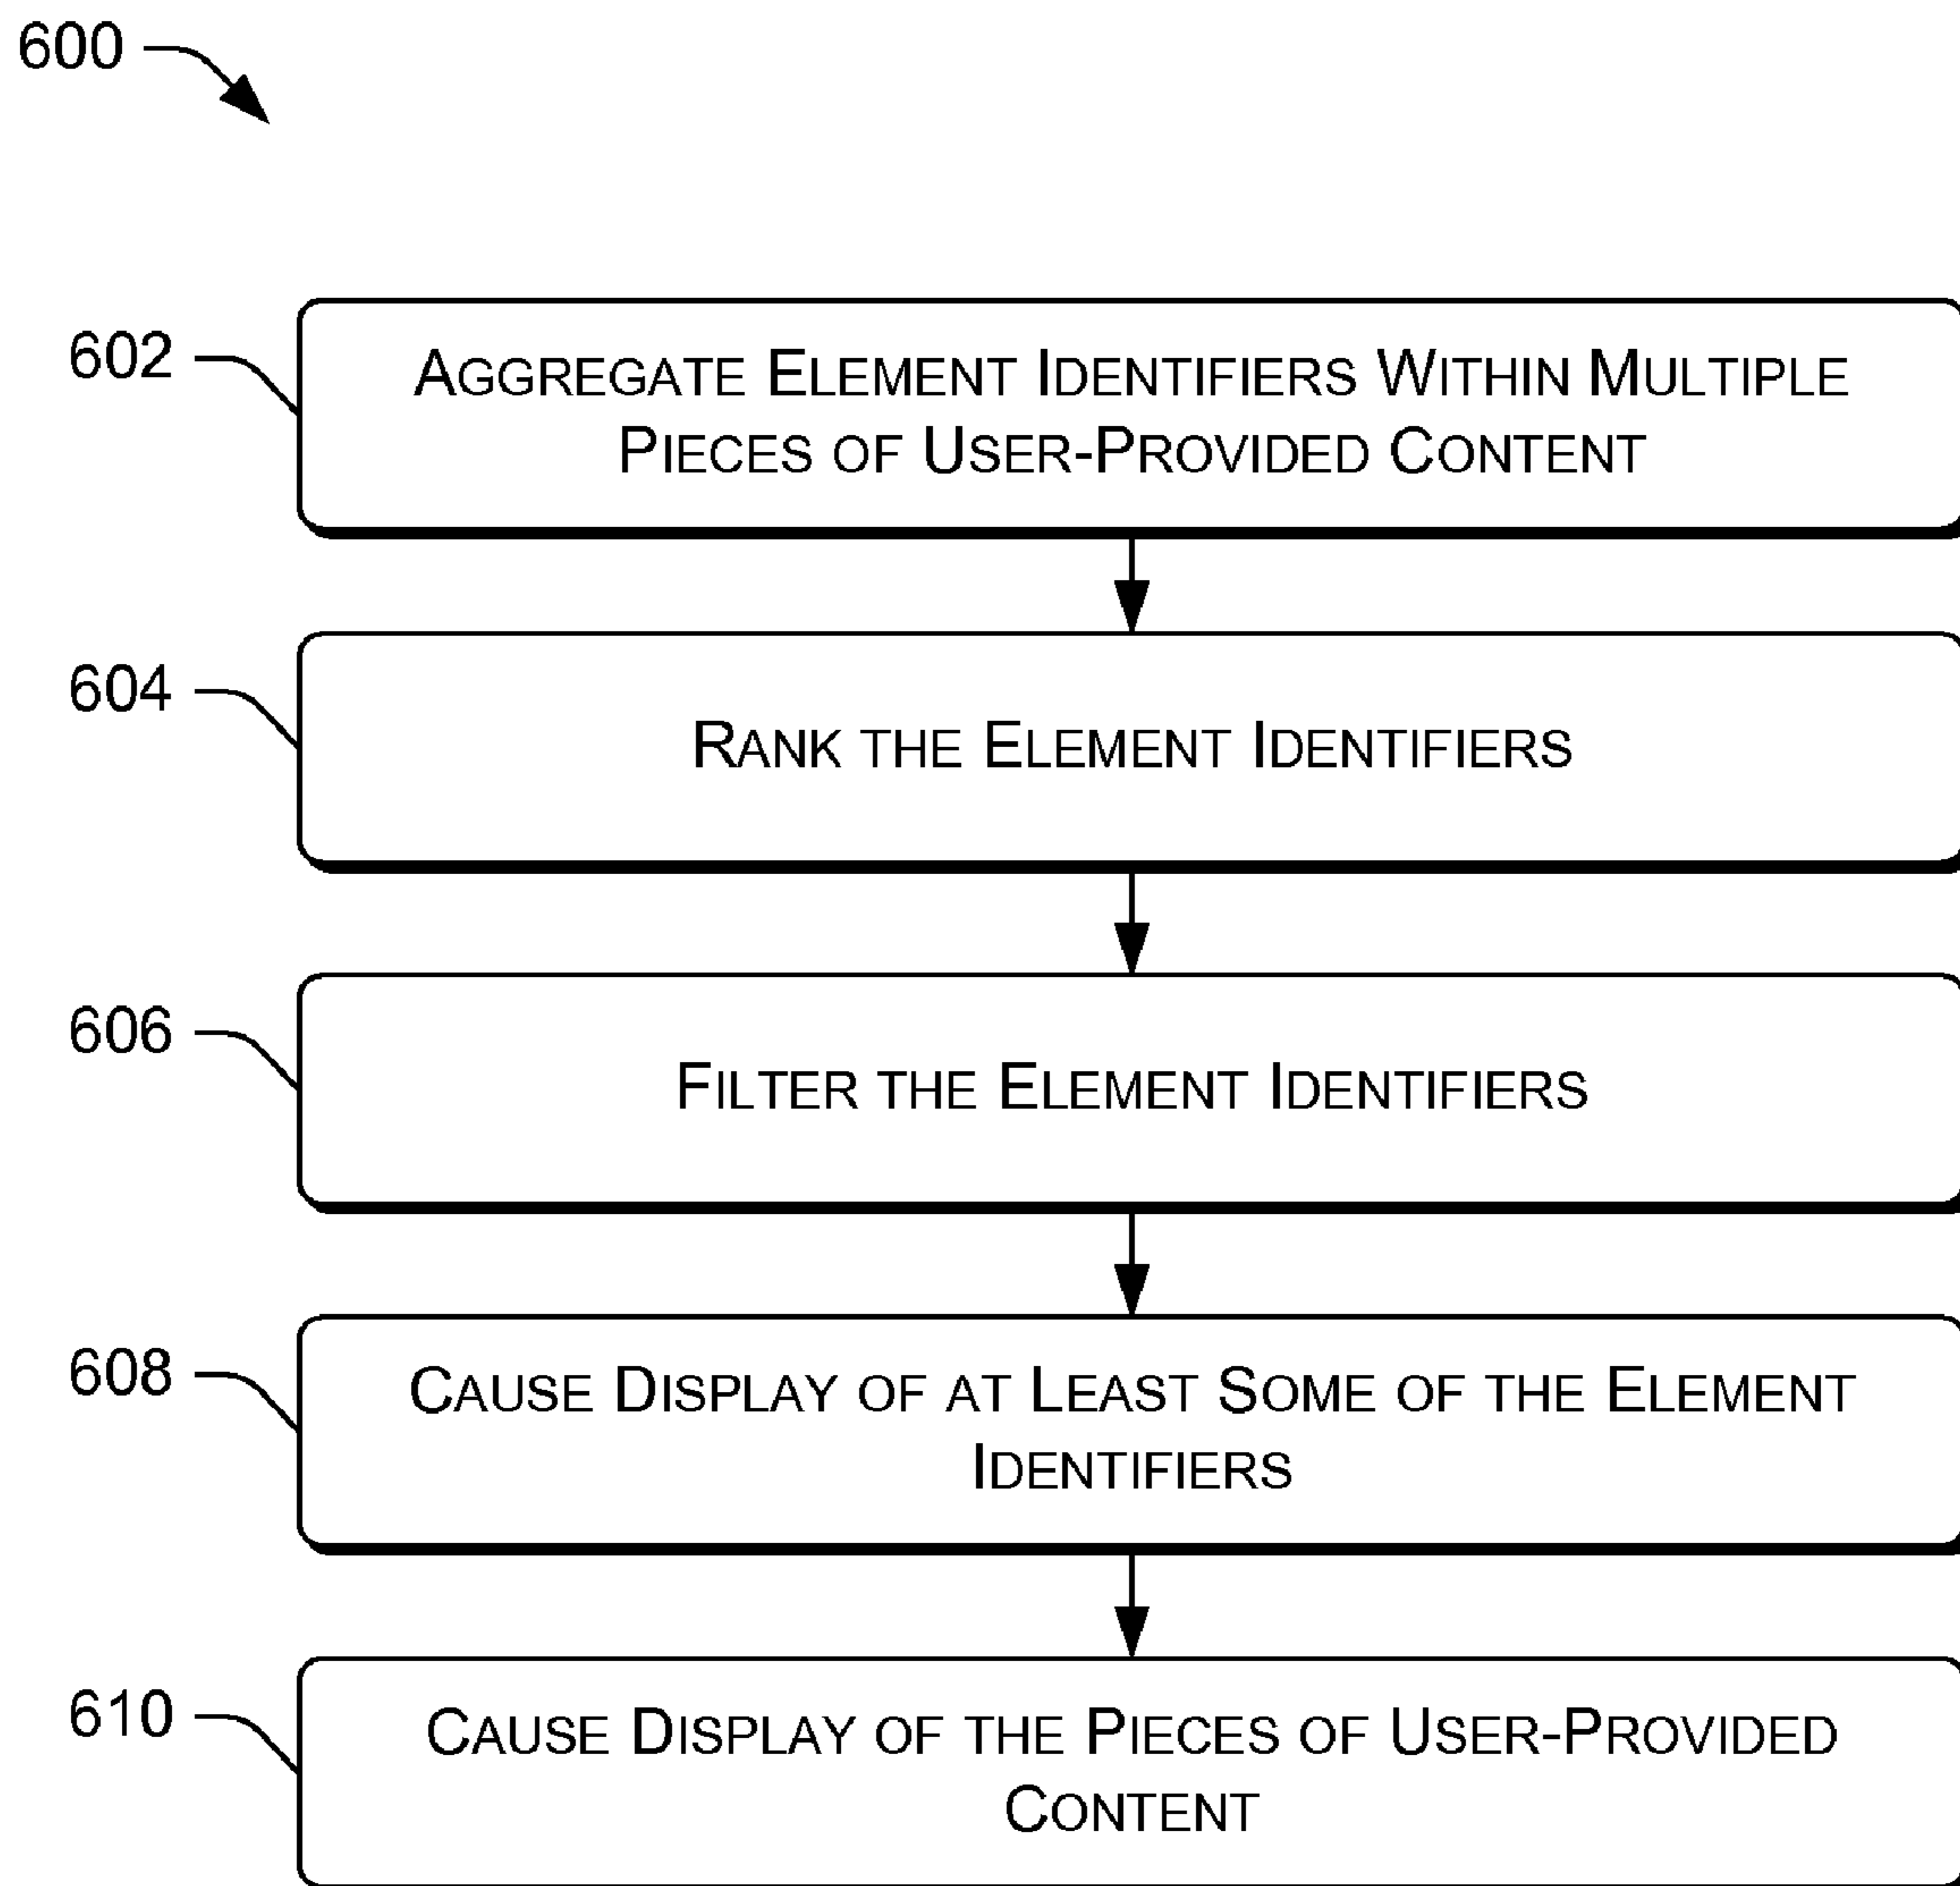 600
602
AGGREGATE ELEMENT IDENTIFIERS WITHIN MULTIPLE
PIECES OF USER-PROVIDED CONTENT
604
RANK THE ELEMENT IDENTIFIERS
606
FILTER THE ELEMENT IDENTIFIERS
608
CAUSE DISPLAY OF AT LEAST SOME OF THE ELEMENT
IDENTIFIERS
610
CAUSE DISPLAY OF THE PIECES OF USER-PROVIDED
CONTENT